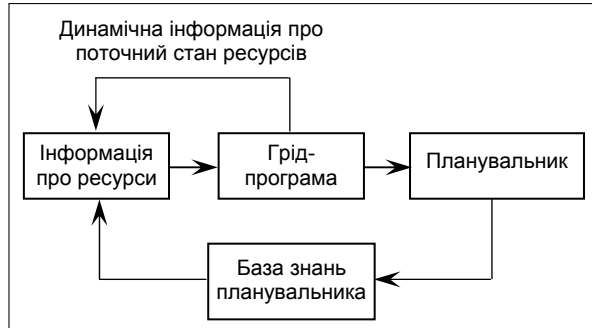 Динамічна інформація про
поточний стан ресурсів
Інформація
про ресурси
Грід-
програма
Планувальник
База знань
планувальника